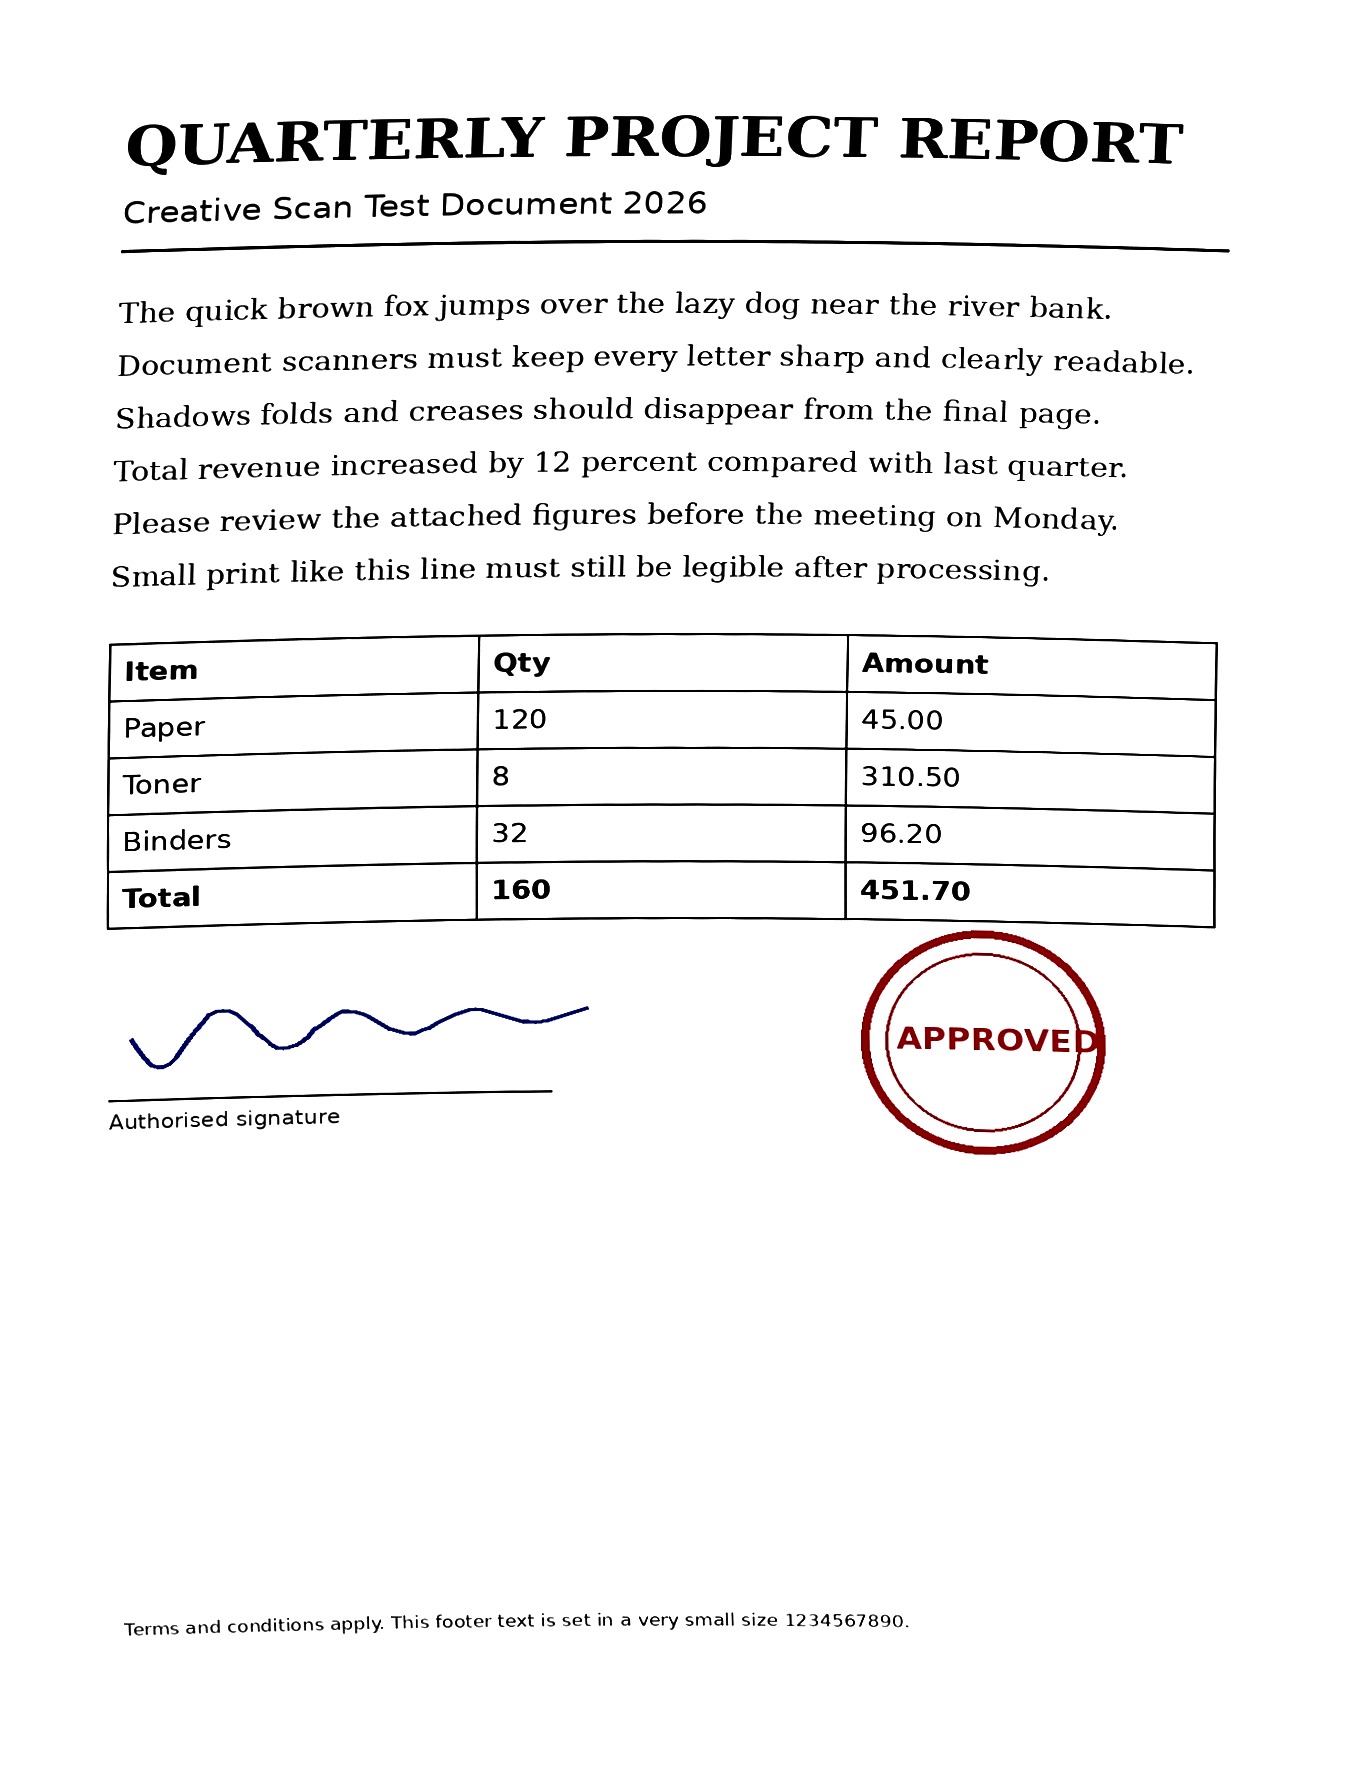 QUARTERLY PROJECT REPORT
Creative Scan Test Document 2026
The quick brown fox jumps over the lazy dog near the river bank.
Document scanners must keep every letter sharp and clearly readable.
Shadows folds and creases should disappear from the final page.
Total revenue increased by 12 percent compared with last quarter.
Please review the attached figures before the meeting on Monday.
Small print like this line must still be legible after processing.
Item Qty Amount
Paper 120 45.00
Toner 8 310.50
Binders 32 96.20
Total 160 451.70
APPROVED
Authorised signature
Terms and conditions apply. This footer text is set in a very small size 1234567890.